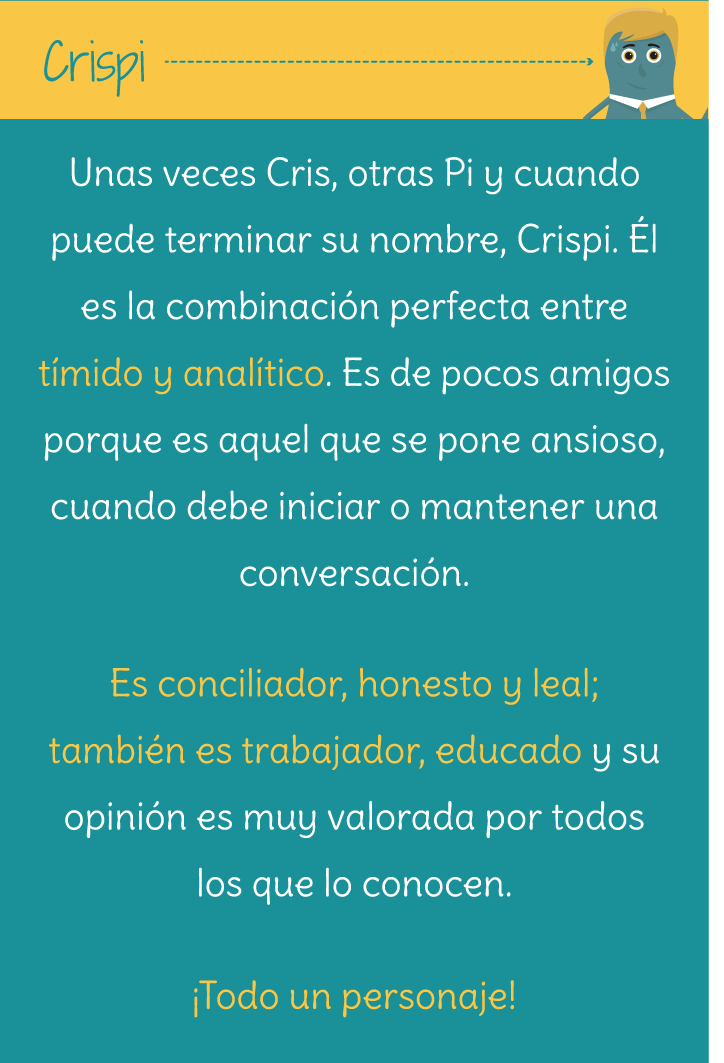 Crispi
Unas veces Cris, otras Pi y cuando
puede terminar su nombre, Crispi. Él
es la combinación perfecta entre
tímido y analítico. Es de pocos amigos
porque es aquel que se pone ansioso,
cuando debe iniciar o mantener una
conversación.
Es conciliador, honesto y leal;
también es trabajador, educado y su
opinión es muy valorada por todos
los que lo conocen.
¡Todo un personaje!